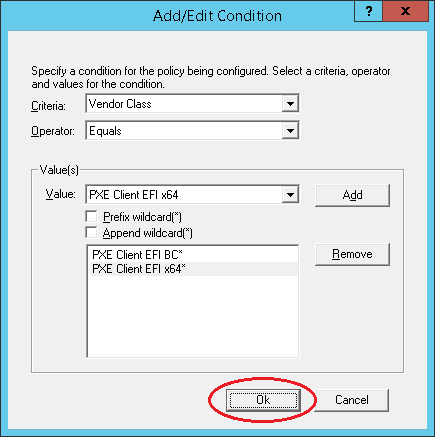 Add/Edit Condition
?
x
Specify a condition for the policy being configured. Select a criteria, operator
and values for the condition.
Criteria: Vendor Class
Operator: Equals
Value(s)
Value: PXE Client EFI x64
Add
Prefix wildcard(*)
Append wildcard(*)
PXE Client EFI BC*
PXE Client EFI x64*
Remove
Ok
Cancel